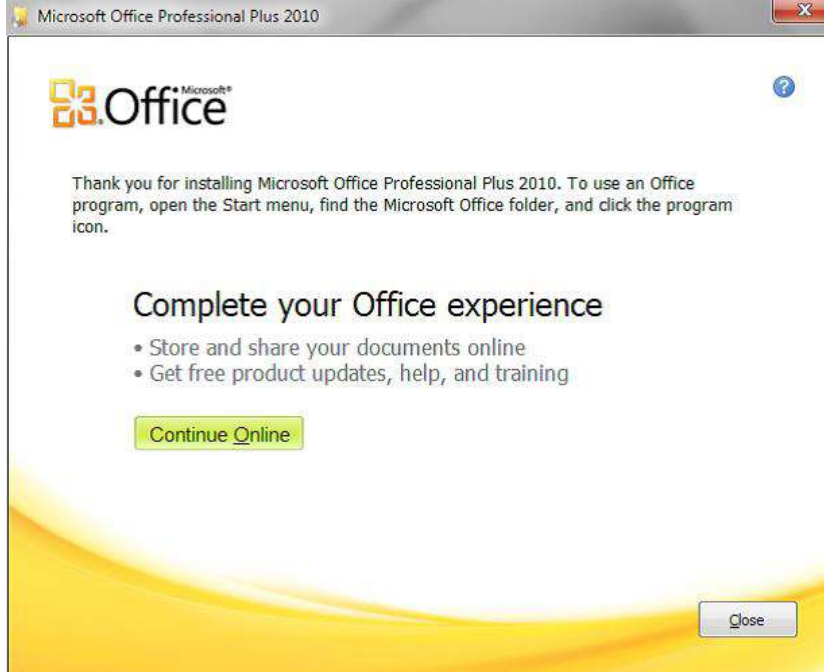 Microsoft Office Professional Plus 2010
x
Microsoft®
Office
?
Thank you for installing Microsoft Office Professional Plus 2010. To use an Office
program, open the Start menu, find the Microsoft Office folder, and click the program
icon.
Complete your Office experience
• Store and share your documents online
• Get free product updates, help, and training
Continue Online
Close